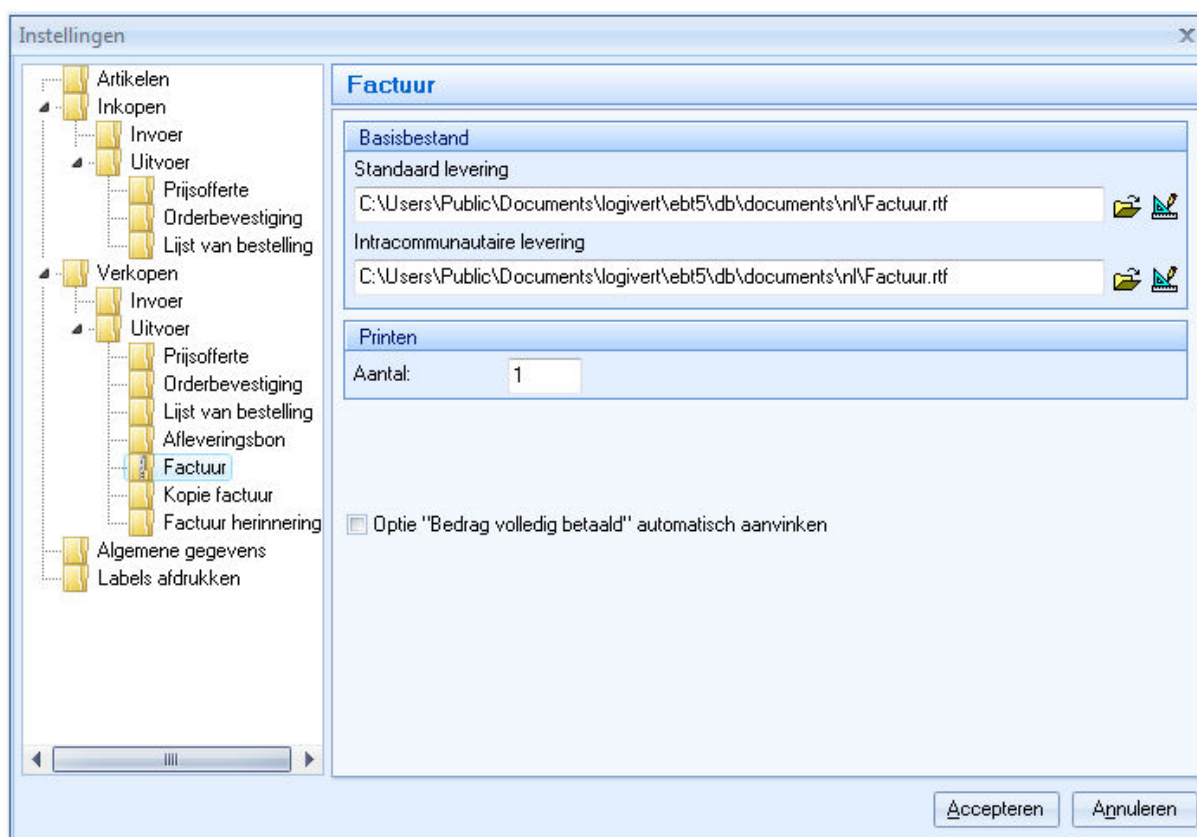 Instellingen
Artikelen
Inkopen
Invoer
Uitvoer
Prijsofferte
Orderbevestiging
Lijst van bestelling
Verkopen
Invoer
Uitvoer
Prijsofferte
Orderbevestiging
Lijst van bestelling
Afleveringsbon
Factuur
Kopie factuur
Factuur herinnering
Algemene gegevens
Labels afdrukken
Factuur
Basisbestand
Standaard levering
C:\Users\Public\Documents\logivert\ebt5\db\documents\nl\Factuur.rtf
Intracommunautaire levering
C:\Users\Public\Documents\logivert\ebt5\db\documents\nl\Factuur.rtf
Printen
Aantal: 1
Optie "Bedrag volledig betaald" automatisch aanvinken
Accepteren Annuleren